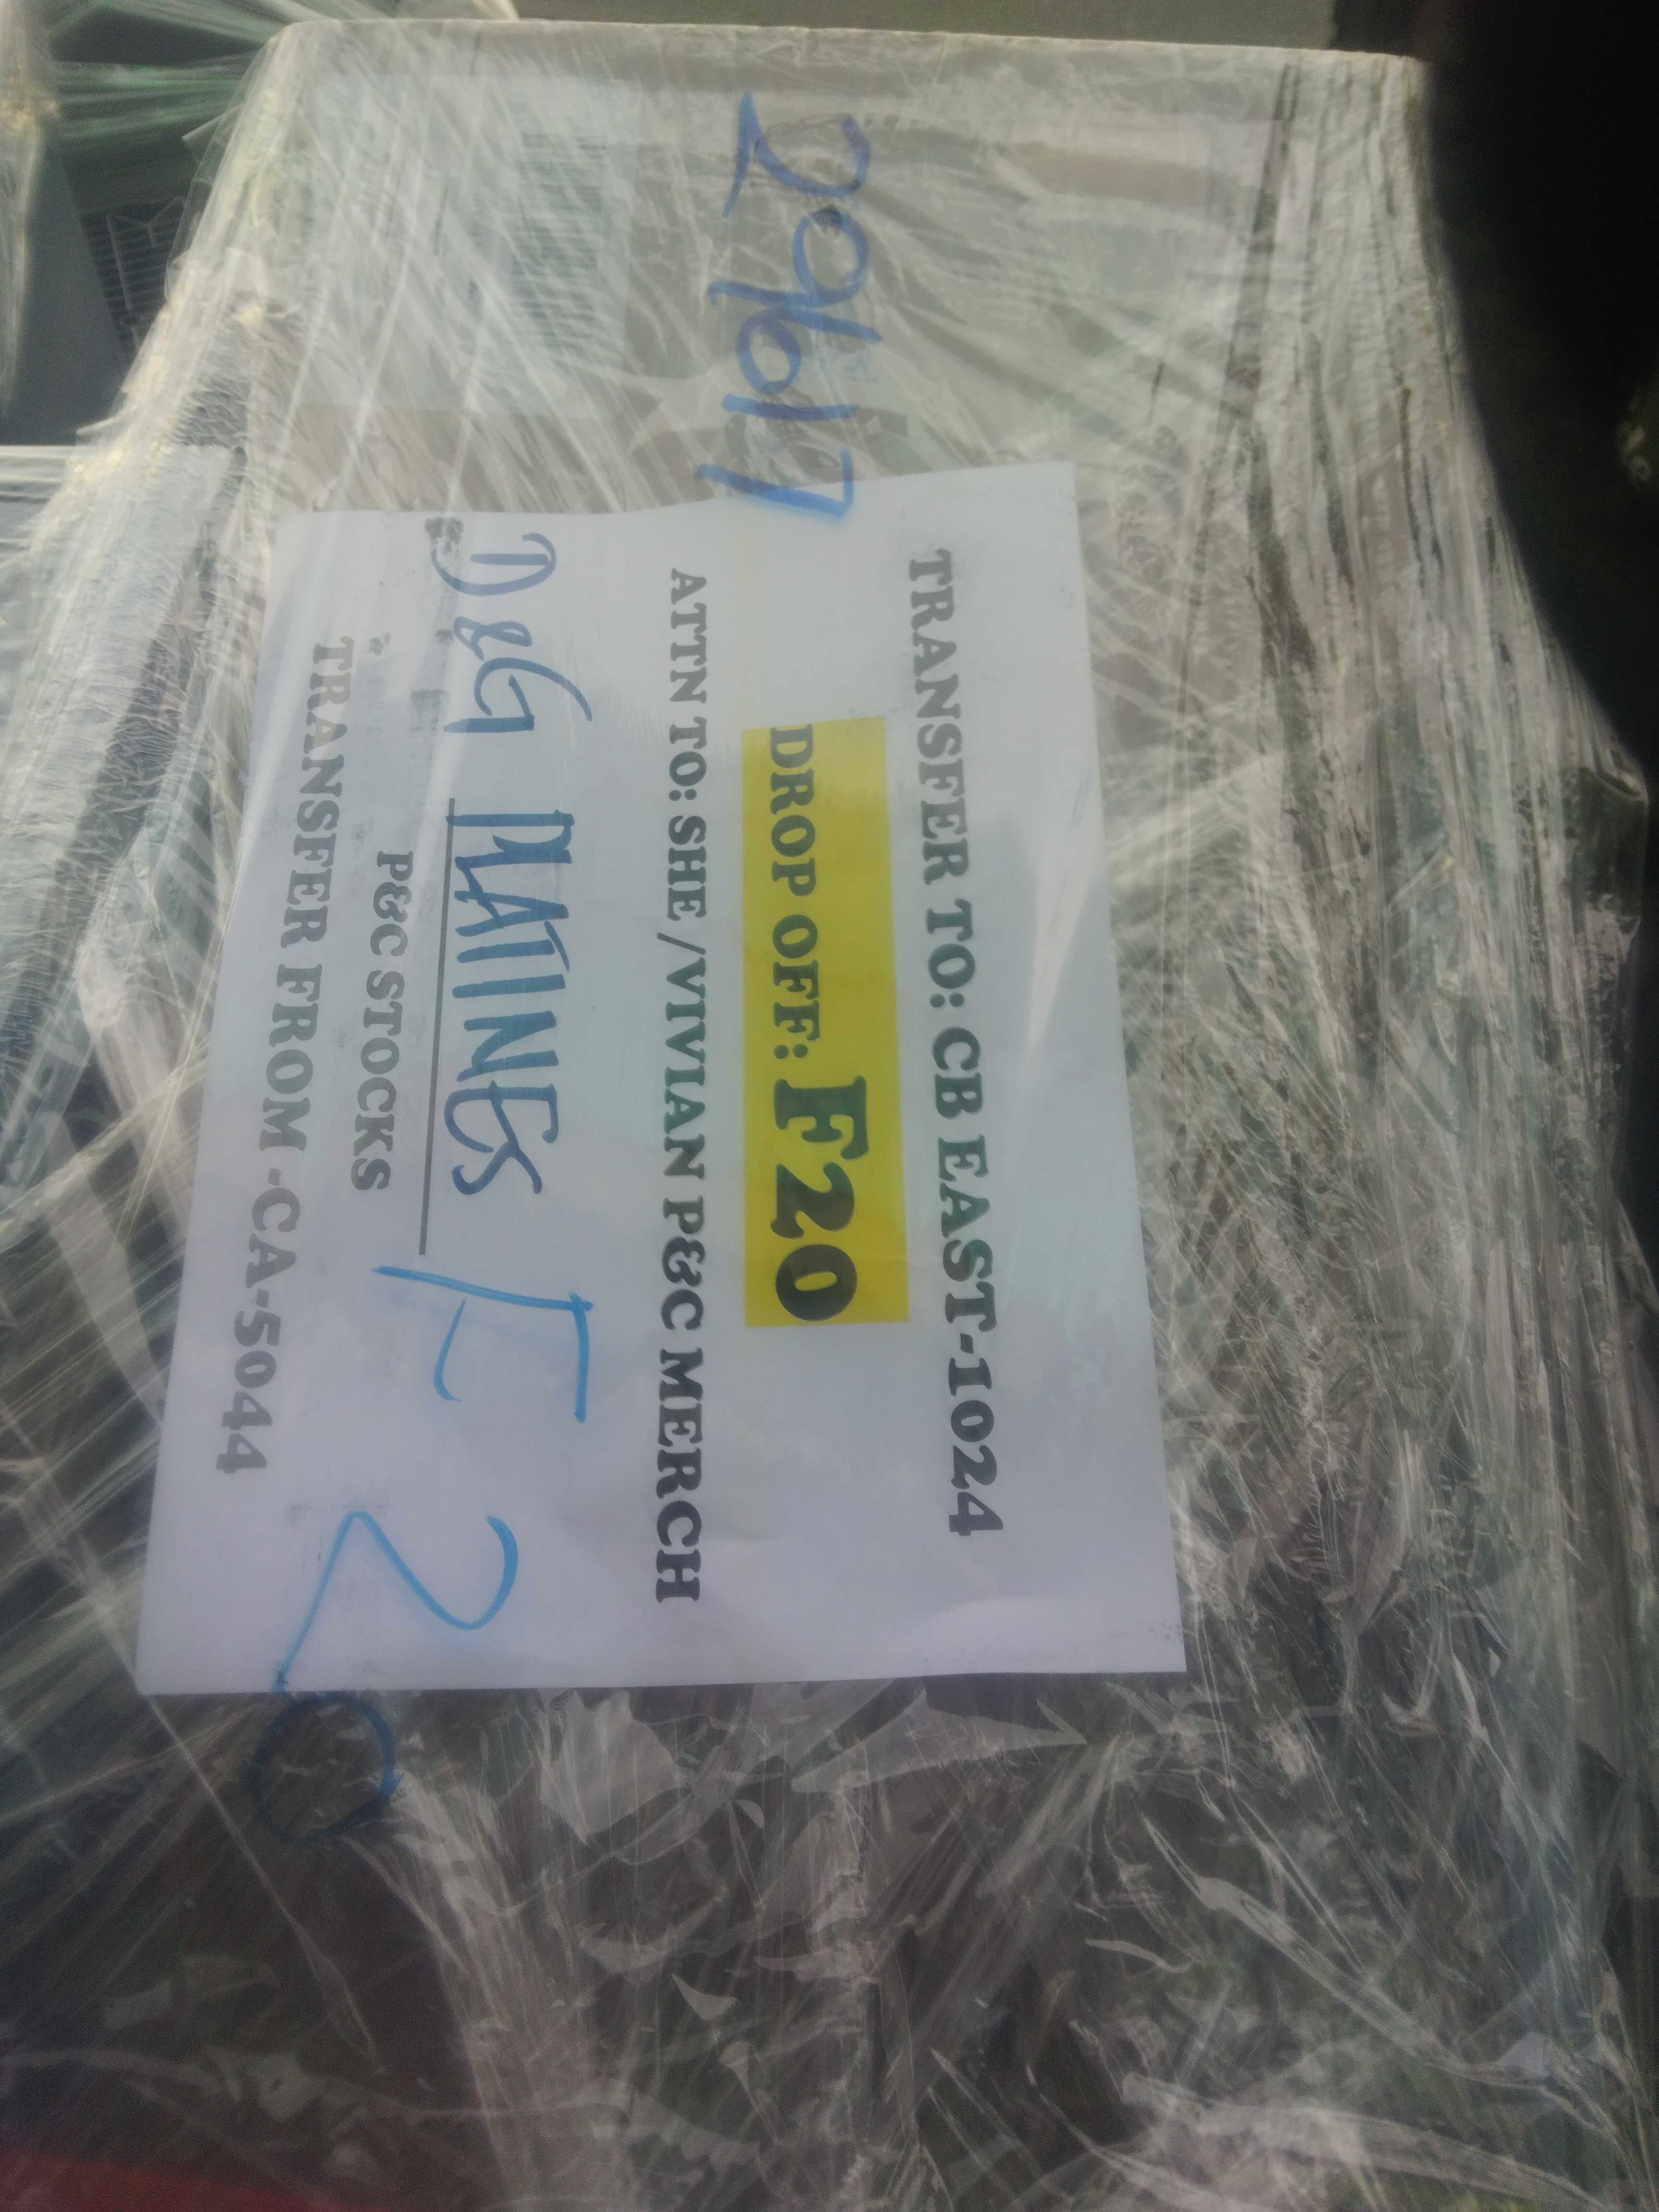 29617
TRANSFER TO: CB EAST-1024
DROP OFF: F20
ATTN TO: SHE /VIVIAN P&C MERCH
D&G PLATINES
P&C STOCKS
TRANSFER FROM -CA-5044
F 20